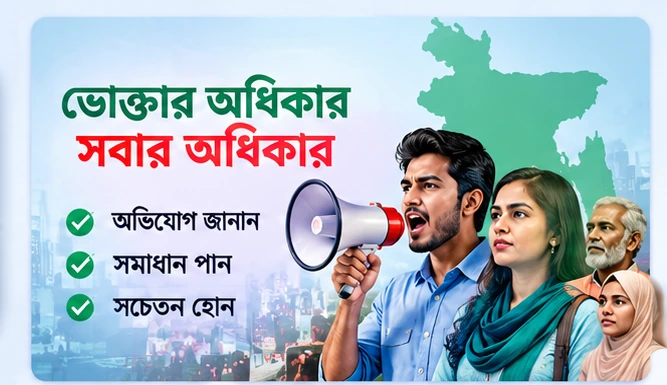 ভোক্তার অধিকার
সবার অধিকার
অভিযোগ জানান
সমাধান পান
সচেতন হোন